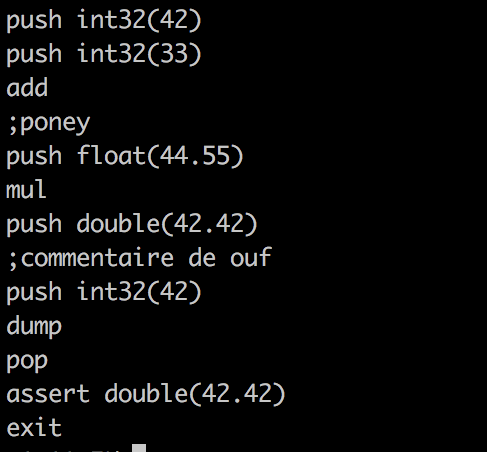 push int32(42)
push int32(33)
add
;poney
push float(44.55)
mul
push double(42.42)
;commentaire de ouf
push int32(42)
dump
pop
assert double(42.42)
exit